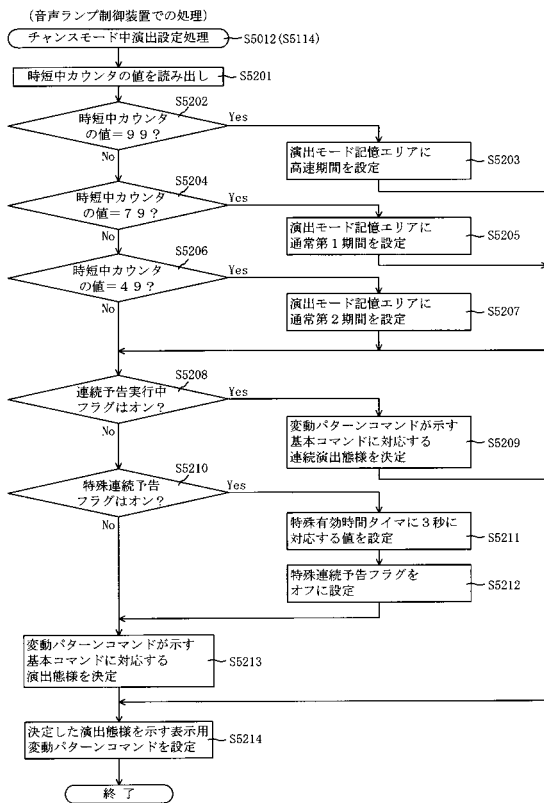 (音声ランプ制御装置での処理)
チャンスモード中演出設定処理
S5012(S5114)
時短中カウンタの値を読み出し
S5201
S5202
時短中カウンタ
の値=99?
Yes
No
演出モード記憶エリアに
高速期間を設定
S5203
S5204
時短中カウンタ
の値=79?
Yes
No
演出モード記憶エリアに
通常第1期間を設定
S5205
S5206
時短中カウンタ
の値=49?
Yes
No
演出モード記憶エリアに
通常第2期間を設定
S5207
S5208
連続予告実行中
フラグはオン?
Yes
No
変動パターンコマンドが示す
基本コマンドに対応する
連続演出態様を決定
S5209
S5210
特殊連続予告
フラグはオン?
Yes
No
特殊有効時間タイマに3秒に
対応する値を設定
S5211
特殊連続予告フラグを
オフに設定
S5212
変動パターンコマンドが示す
基本コマンドに対応する
演出態様を決定
S5213
決定した演出態様を示す表示用
変動パターンコマンドを設定
S5214
終了